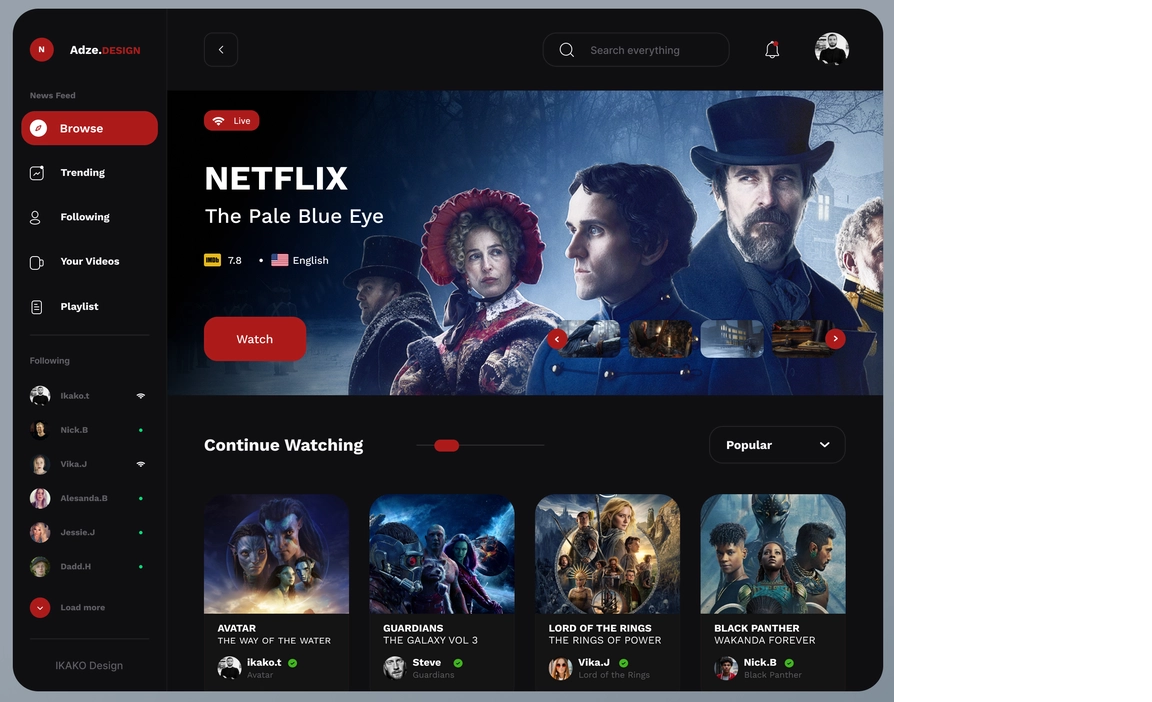 N
Adze.DESIGN
Search everything
News Feed
Browse
Trending
Following
Your Videos
Playlist
Following
Ikako.t
Nick.B
Vika.J
Alesanda.B
Jessie.J
Dadd.H
Load more
IKAKO Design
Live
NETFLIX
The Pale Blue Eye
IMDb 7.8 • English
Watch
Continue Watching
Popular
AVATAR
THE WAY OF THE WATER
ikako.t
Avatar
GUARDIANS
THE GALAXY VOL 3
Steve
Guardians
LORD OF THE RINGS
THE RINGS OF POWER
Vika.J
Lord of the Rings
BLACK PANTHER
WAKANDA FOREVER
Nick.B
Black Panther